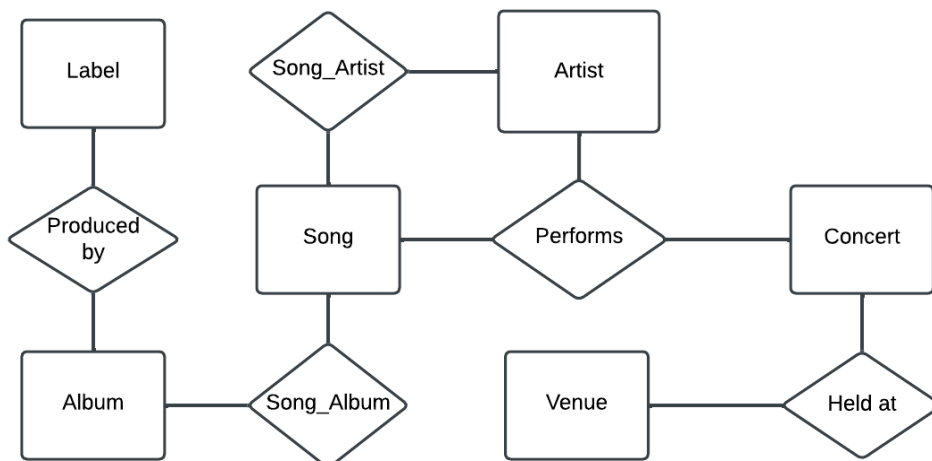 Label
Song_Artist
Artist
Produced
by
Song
Performs
Concert
Album
Song_Album
Venue
Held at